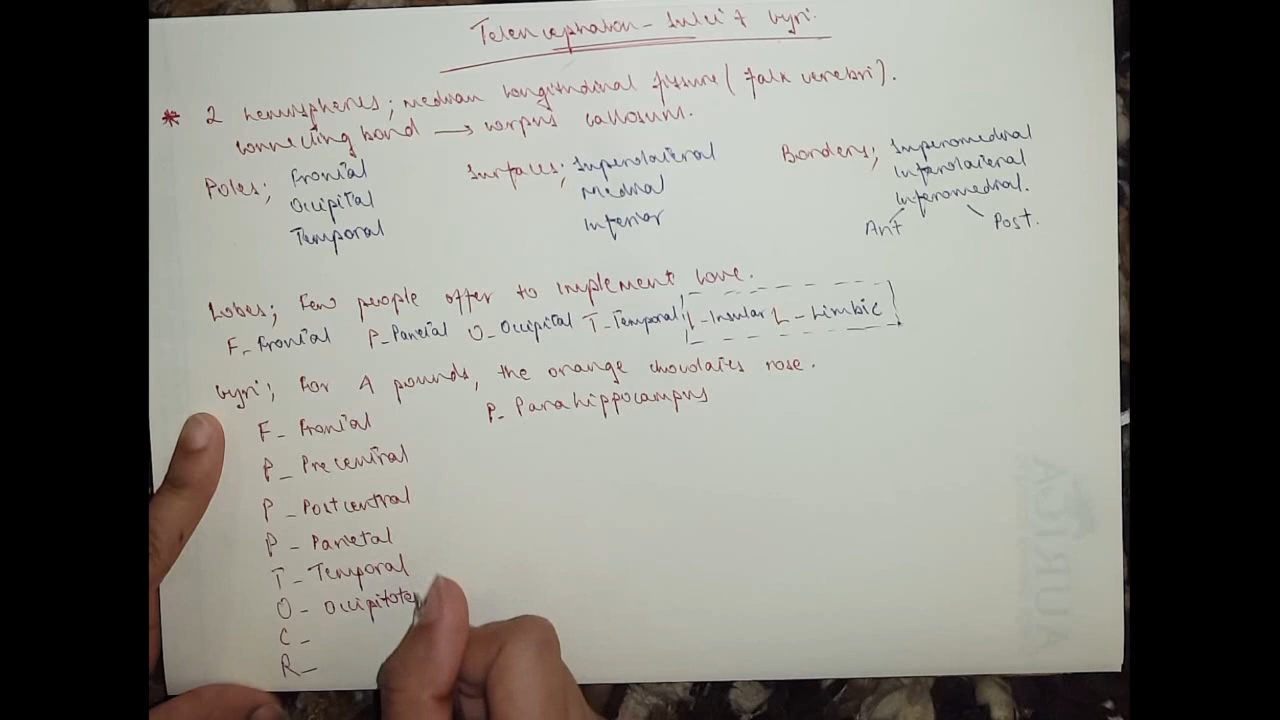 Telencephalon - Sulci & Gyri.
* 2 hemispheres; median longitudinal fissure (falx cerebri).
connecting band → corpus callosum.
Poles; Frontal
Occipital
Temporal
Surfaces; Superolateral
Medial
Inferior
Borders; Superomedial
Inferolateral
Inferomedial.
Ant Post.
Lobes; Few people offer to implement love.
F- Frontal P- Parietal O- Occipital T- Temporal I- Insular L- Limbic
Gyri; For 4 pounds, the orange chocolates rose.
F- Frontal P- Parahippocampus
P- Precentral
P- Postcentral
P- Parietal
T- Temporal
O- Occipitote
C-
R-
AURICA